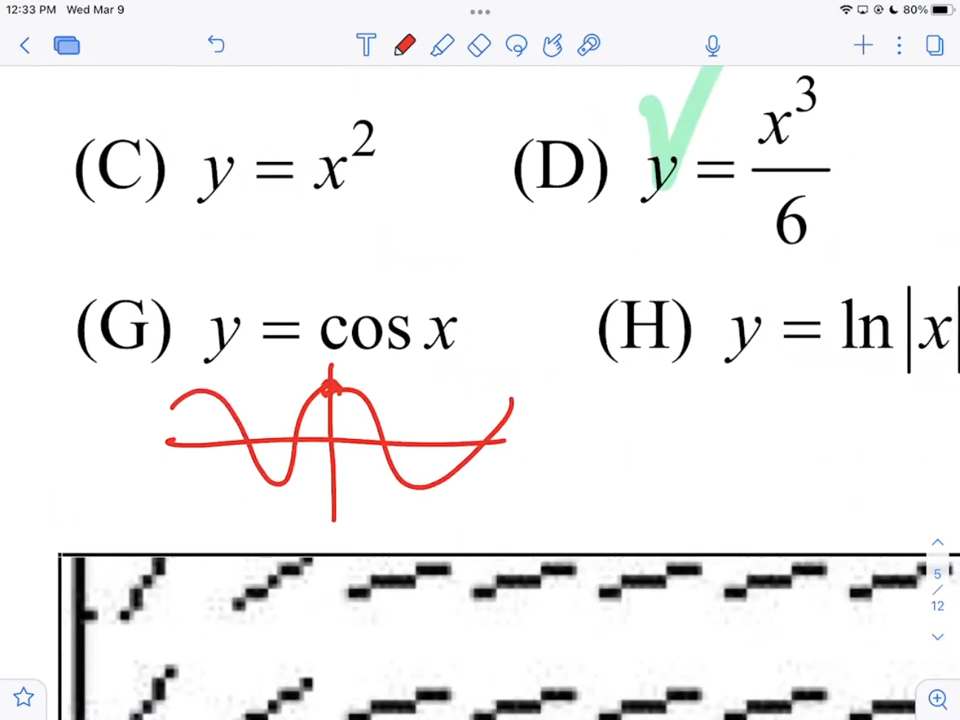 12:33 PM Wed Mar 9 80%
T
(C) y = x² (D) y = x³/6
(G) y = cos x (H) y = ln|x|
5
/
12